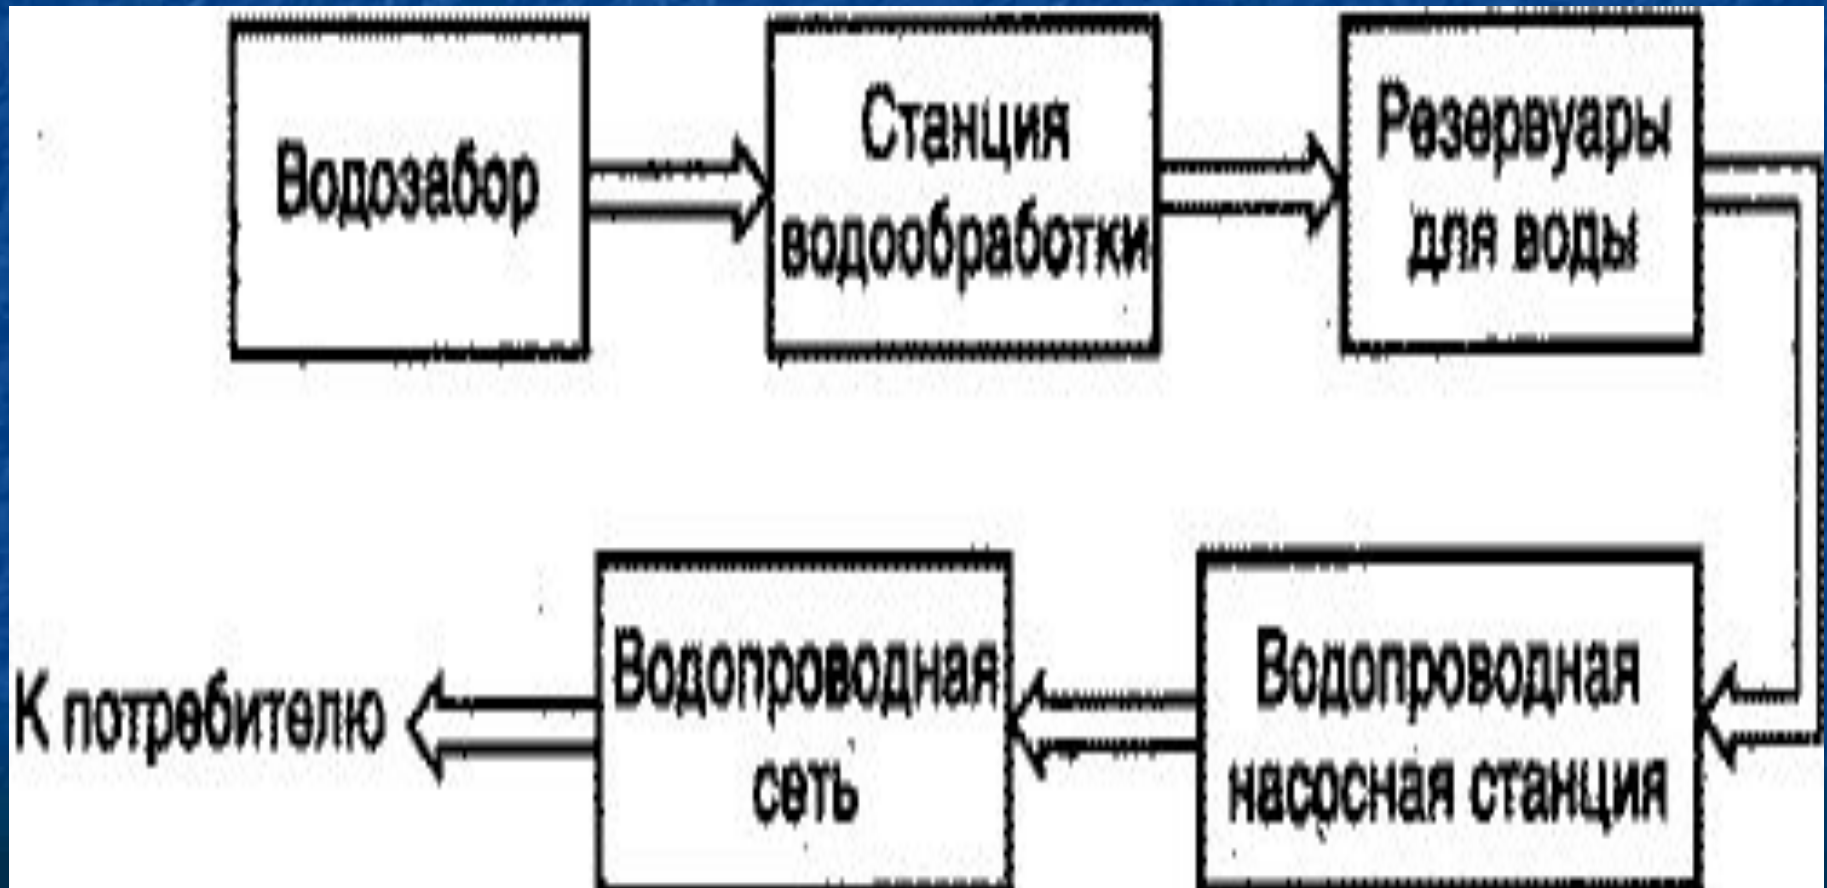 Водозабор
Станция
водообработки
Резервуары
для воды
Водопроводная
насосная станция
Водопроводная
сеть
К потребителю